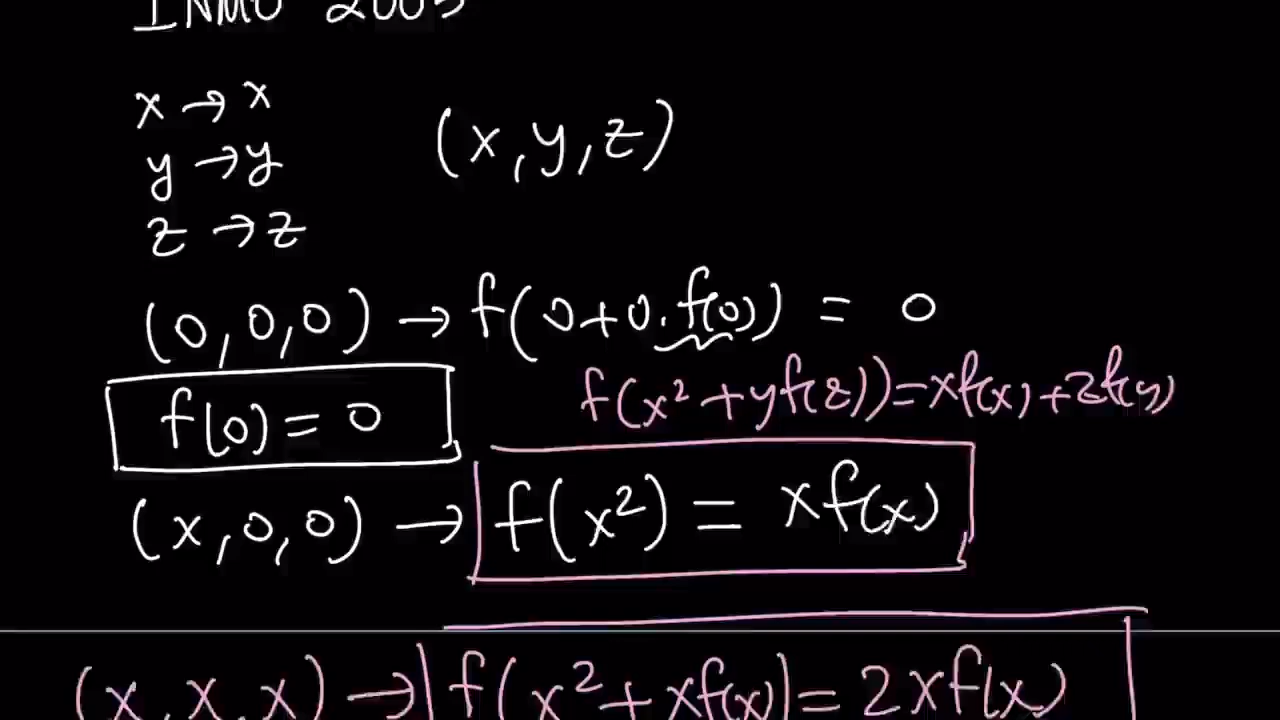 INMO 2005
x → x
y → y (x, y, z)
z → z
(0, 0, 0) → f(0+0.f(0)) = 0
f(x² + yf(z)) = xf(x) + zf(y)
f(0) = 0
(x, 0, 0) → f(x²) = xf(x)
(x, x, x) → f(x² + xf(x)) = 2xf(x)